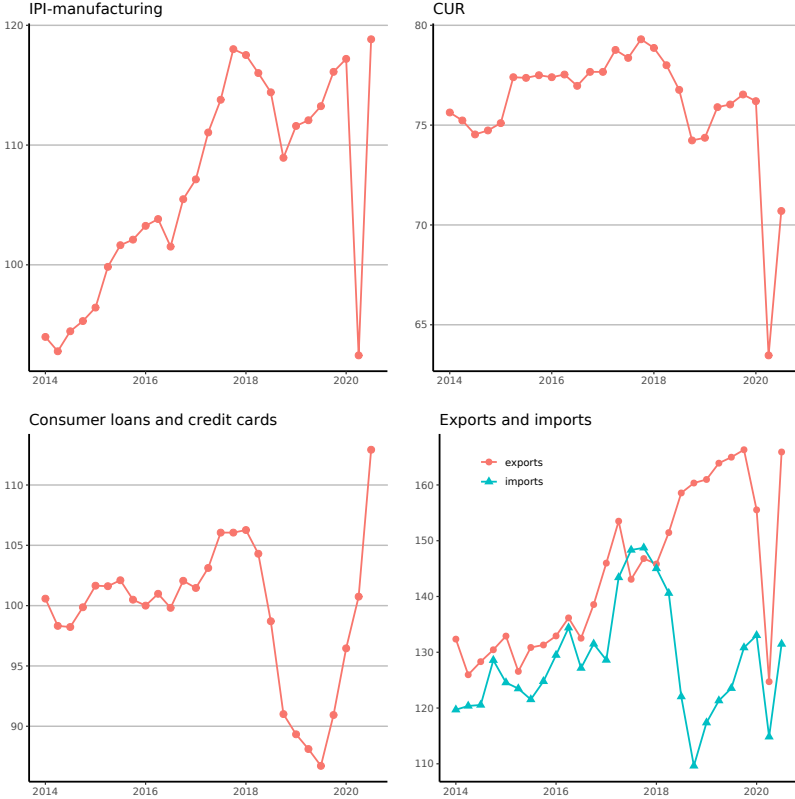 IPI-manufacturing
120
110
100
2014 2016 2018 2020
CUR
80
75
70
65
2014 2016 2018 2020
Consumer loans and credit cards
110
105
100
95
90
2014 2016 2018 2020
Exports and imports
exports
imports
160
150
140
130
120
110
2014 2016 2018 2020